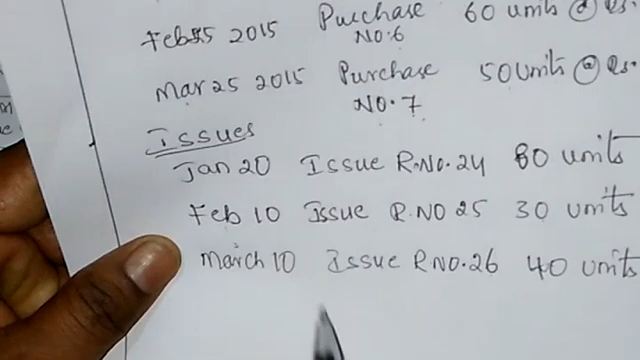 Feb 5 2015 Purchase 60 units @ Rs.
No.6
Mar 25 2015 Purchase 50 units @ Rs.
No.7
Issues
Jan 20 Issue R.No.24 80 units
Feb 10 Issue R.NO 25 30 units
March 10 Issue R.NO.26 40 units